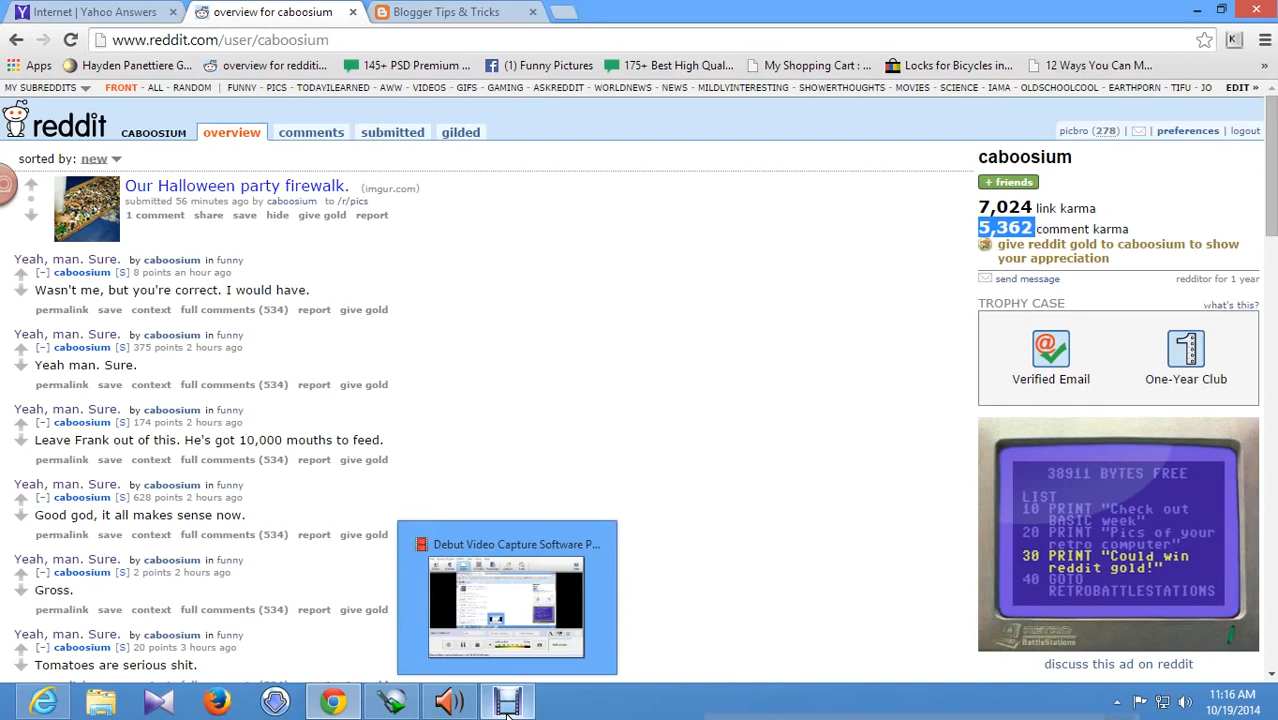 Internet | Yahoo Answers
overview for caboosium
Blogger Tips & Tricks
www.reddit.com/user/caboosium
Apps
Hayden Panettiere G...
overview for redditi...
145+ PSD Premium ...
(1) Funny Pictures
175+ Best High Qual...
My Shopping Cart : ...
Locks for Bicycles in...
12 Ways You Can M...
MY SUBREDDITS FRONT - ALL - RANDOM | FUNNY - PICS - TODAYILEARNED - AWW - VIDEOS - GIFS - GAMING - ASKREDDIT - WORLDNEWS - NEWS - MILDLYINTERESTING - SHOWERTHOUGHTS - MOVIES - SCIENCE - IAMA - OLDSCHOOLCOOL - EARTHPORN - TIFU - JO EDIT »
reddit CABOOSIUM overview comments submitted gilded
picbro (278) | preferences | logout
sorted by: new
Our Halloween party firewalk. (imgur.com)
submitted 56 minutes ago by caboosium to /r/pics
1 comment share save hide give gold report
Yeah, man. Sure. by caboosium in funny
[–] caboosium [S] 8 points an hour ago
Wasn't me, but you're correct. I would have.
permalink save context full comments (534) report give gold
Yeah, man. Sure. by caboosium in funny
[–] caboosium [S] 375 points 2 hours ago
Yeah man. Sure.
permalink save context full comments (534) report give gold
Yeah, man. Sure. by caboosium in funny
[–] caboosium [S] 174 points 2 hours ago
Leave Frank out of this. He's got 10,000 mouths to feed.
permalink save context full comments (534) report give gold
Yeah, man. Sure. by caboosium in funny
[–] caboosium [S] 628 points 2 hours ago
Good god, it all makes sense now.
permalink save context full comments (534) report give gold
Yeah, man. Sure. by caboosium in funny
[–] caboosium [S] 2 points 2 hours ago
Gross.
permalink save context full comments (534) report give gold
Yeah, man. Sure. by caboosium in funny
[–] caboosium [S] 20 points 3 hours ago
Tomatoes are serious shit.
caboosium
+ friends
7,024 link karma
5,362 comment karma
give reddit gold to caboosium to show
your appreciation
send message
redditor for 1 year
TROPHY CASE
what's this?
Verified Email
One-Year Club
38911 BYTES FREE
LIST
10 PRINT "Check out
BASIC week"
20 PRINT "Pics of your
retro computer"
30 PRINT "Could win
reddit gold!"
40 GOTO
RETROBATTLESTATIONS
RETRO
BATTLESTATIONS
discuss this ad on reddit
Debut Video Capture Software P...
11:16 AM
10/19/2014